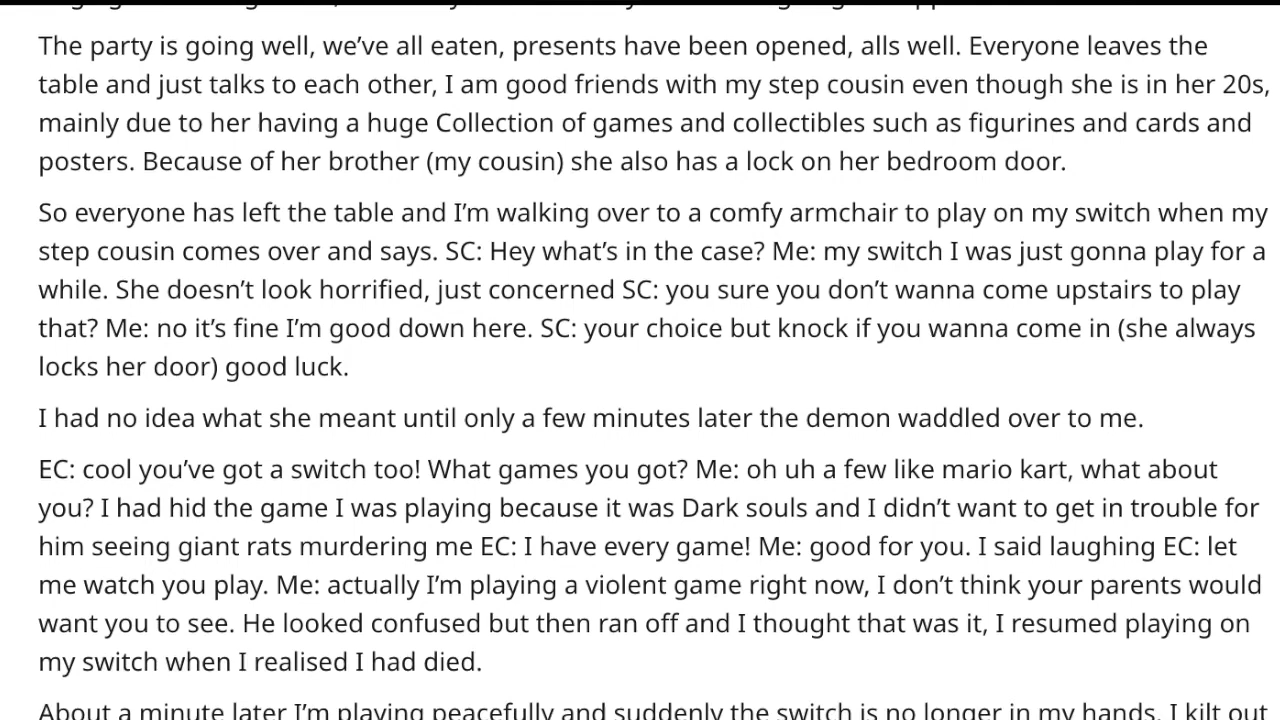 The party is going well, we’ve all eaten, presents have been opened, alls well. Everyone leaves the
table and just talks to each other, I am good friends with my step cousin even though she is in her 20s,
mainly due to her having a huge Collection of games and collectibles such as figurines and cards and
posters. Because of her brother (my cousin) she also has a lock on her bedroom door.
So everyone has left the table and I’m walking over to a comfy armchair to play on my switch when my
step cousin comes over and says. SC: Hey what’s in the case? Me: my switch I was just gonna play for a
while. She doesn’t look horrified, just concerned SC: you sure you don’t wanna come upstairs to play
that? Me: no it’s fine I’m good down here. SC: your choice but knock if you wanna come in (she always
locks her door) good luck.
I had no idea what she meant until only a few minutes later the demon waddled over to me.
EC: cool you’ve got a switch too! What games you got? Me: oh uh a few like mario kart, what about
you? I had hid the game I was playing because it was Dark souls and I didn’t want to get in trouble for
him seeing giant rats murdering me EC: I have every game! Me: good for you. I said laughing EC: let
me watch you play. Me: actually I’m playing a violent game right now, I don’t think your parents would
want you to see. He looked confused but then ran off and I thought that was it, I resumed playing on
my switch when I realised I had died.
About a minute later I’m playing peacefully and suddenly the switch is no longer in my hands. I kilt out